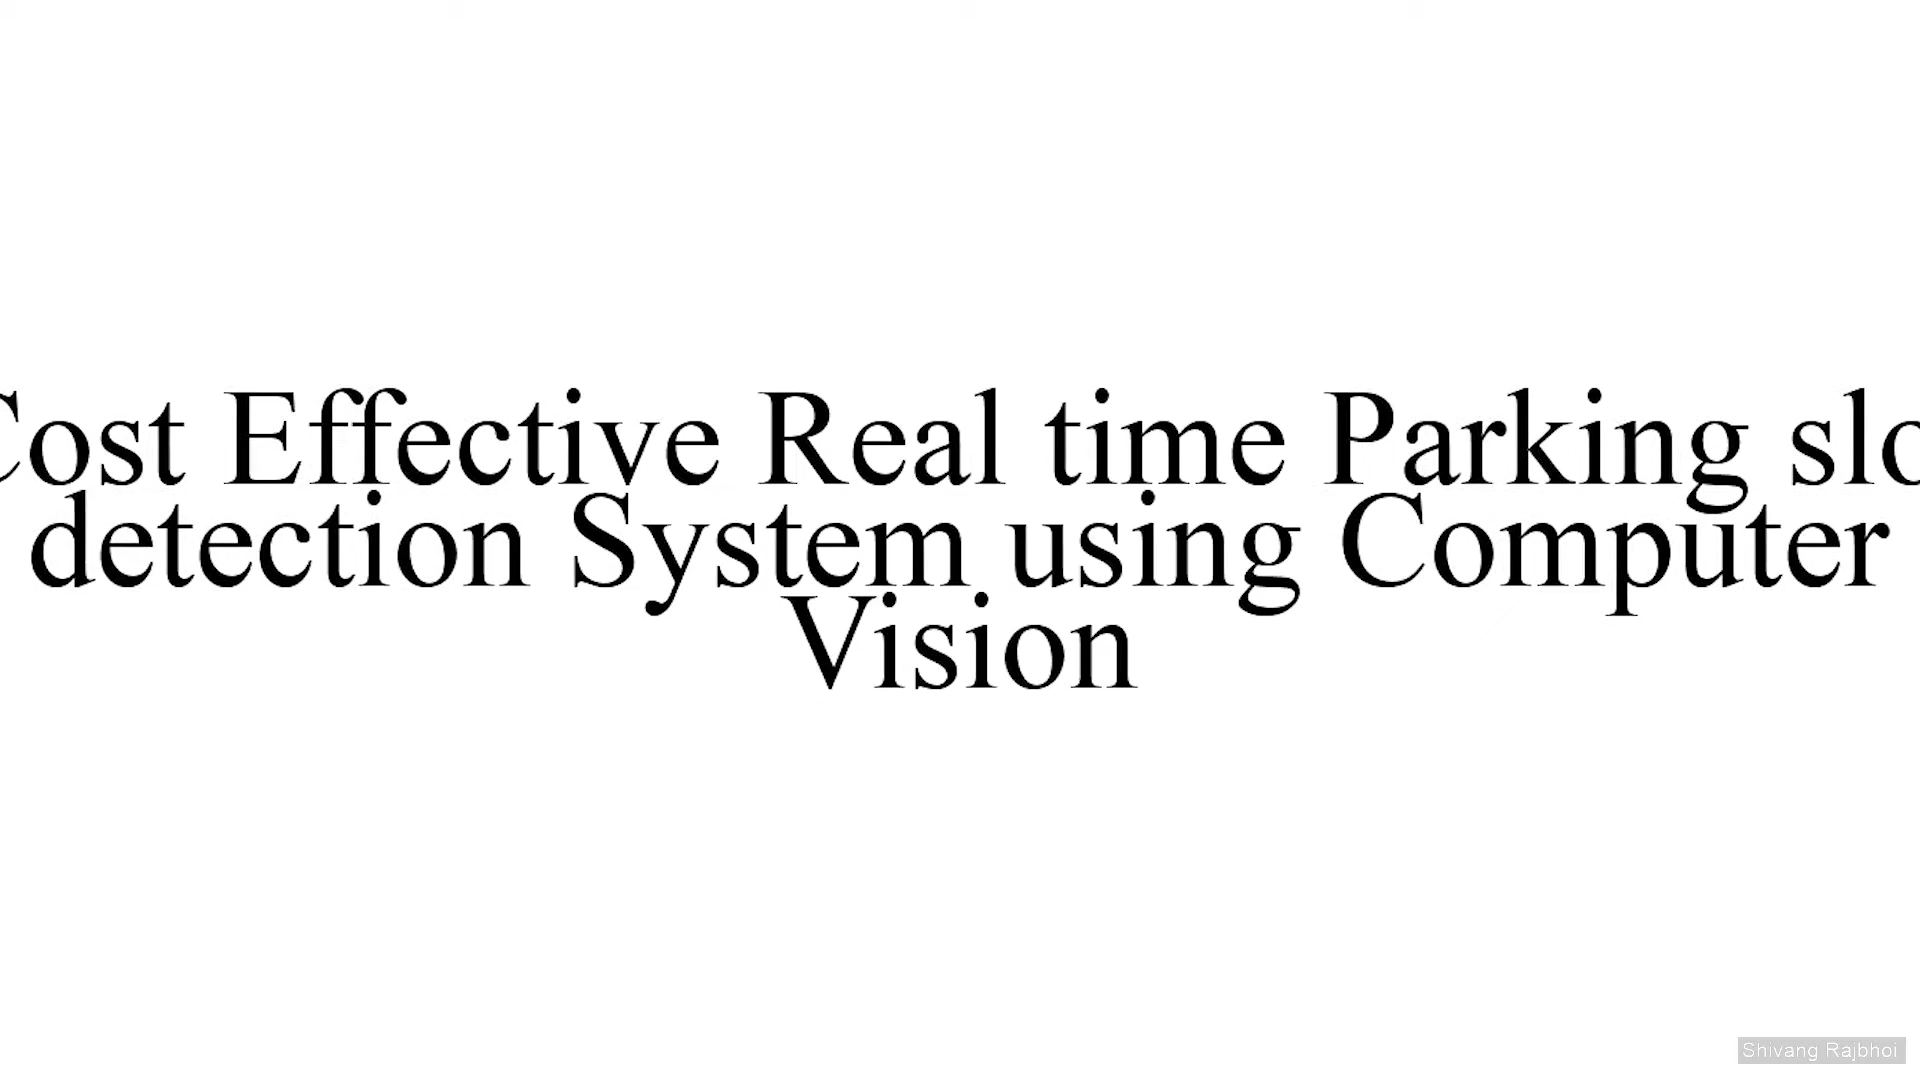 Cost Effective Real time Parking slo
detection System using Computer
Vision
Shivang Rajbhoi